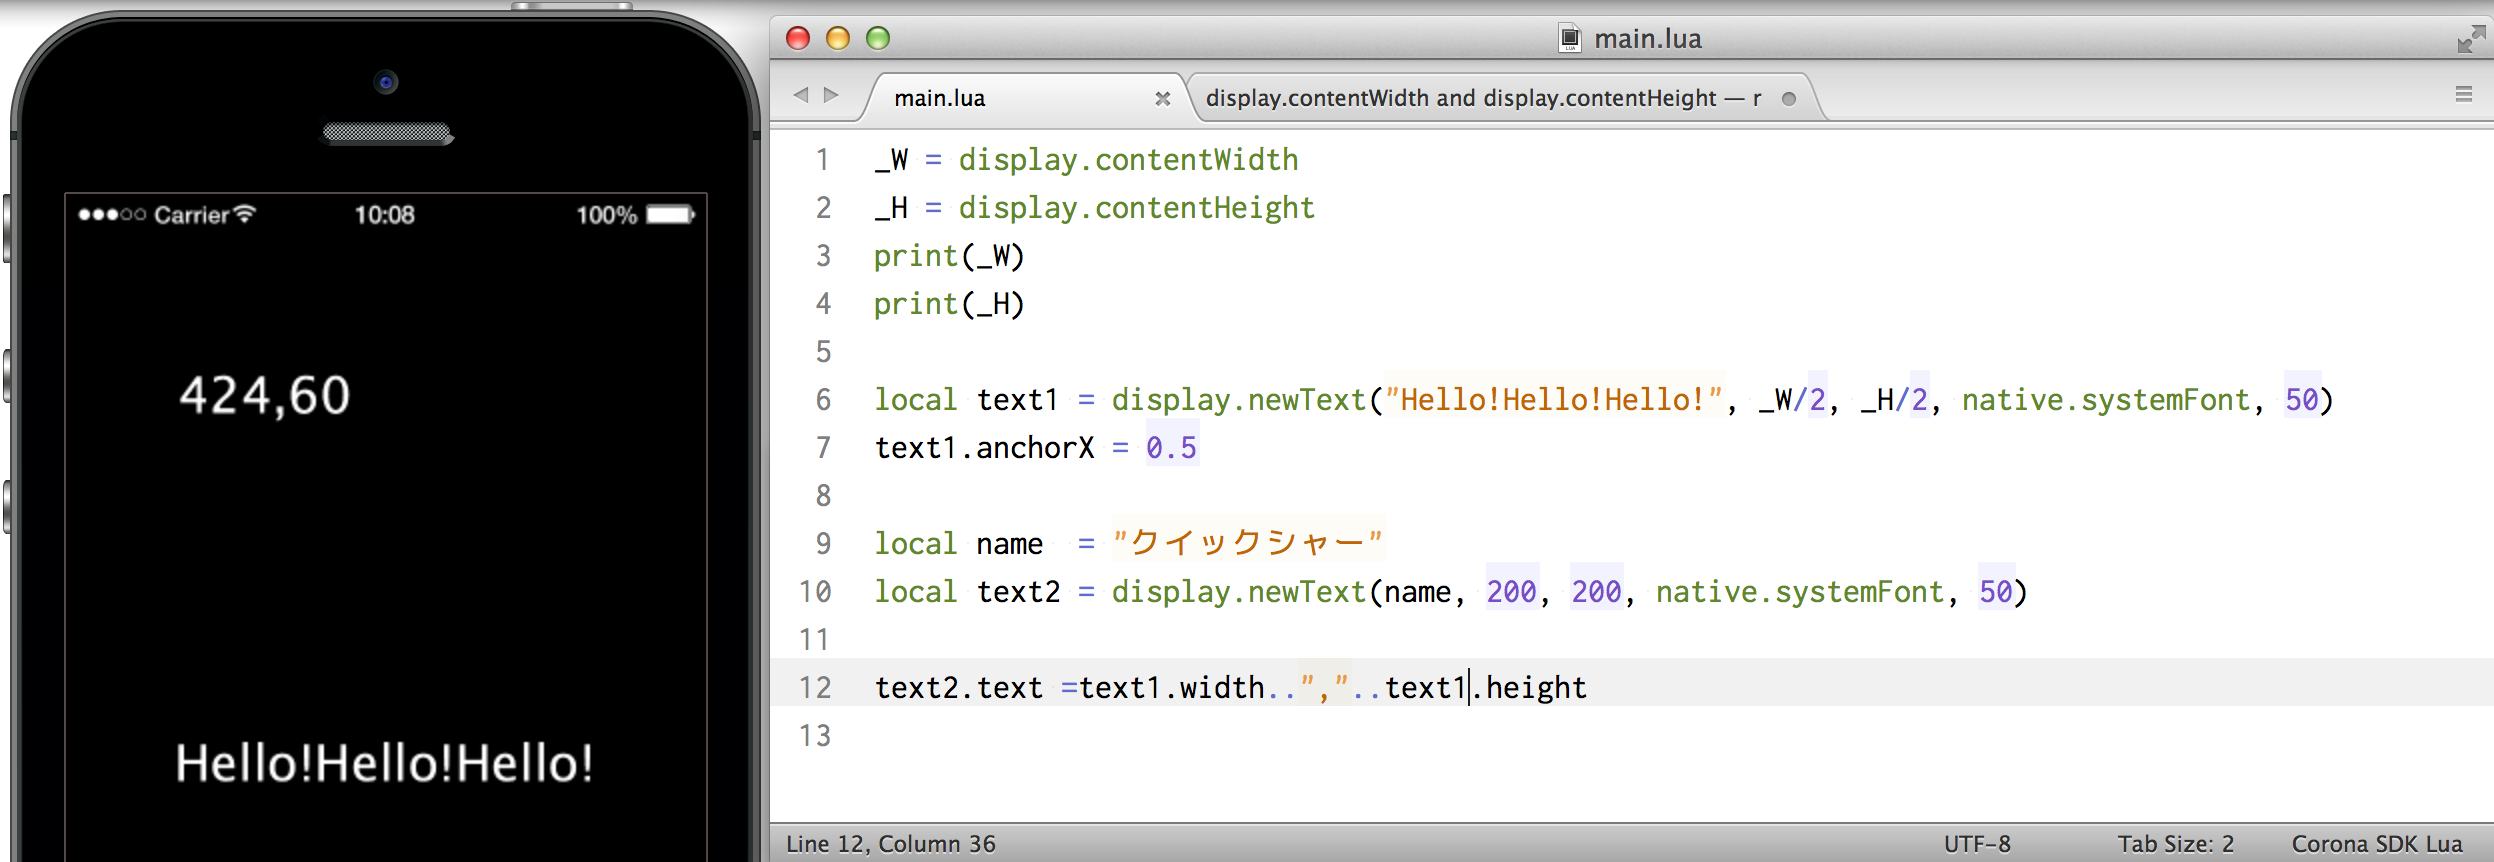 Carrier 10:08 100%
424,60
Hello!Hello!Hello!
main.lua
main.lua
display.contentWidth and display.contentHeight — r
1 _W = display.contentWidth
2 _H = display.contentHeight
3 print(_W)
4 print(_H)
5
6 local text1 = display.newText("Hello!Hello!Hello!", _W/2, _H/2, native.systemFont, 50)
7 text1.anchorX = 0.5
8
9 local name  = "クイックシャー"
10 local text2 = display.newText(name, 200, 200, native.systemFont, 50)
11
12 text2.text =text1.width..","..text1.height
13
Line 12, Column 36 UTF-8 Tab Size: 2 Corona SDK Lua